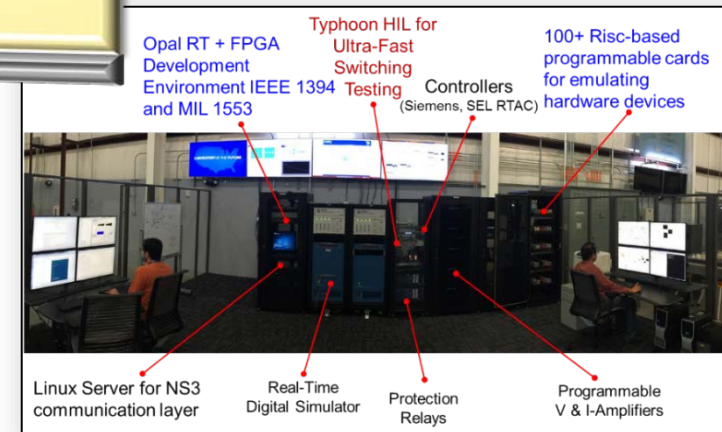 Opal RT + FPGA
Development
Environment IEEE 1394
and MIL 1553
Typhoon HIL for
Ultra-Fast
Switching
Testing
Controllers
(Siemens, SEL RTAC)
100+ Risc-based
programmable cards
for emulating
hardware devices
Linux Server for NS3
communication layer
Real-Time
Digital Simulator
Protection
Relays
Programmable
V & I-Amplifiers